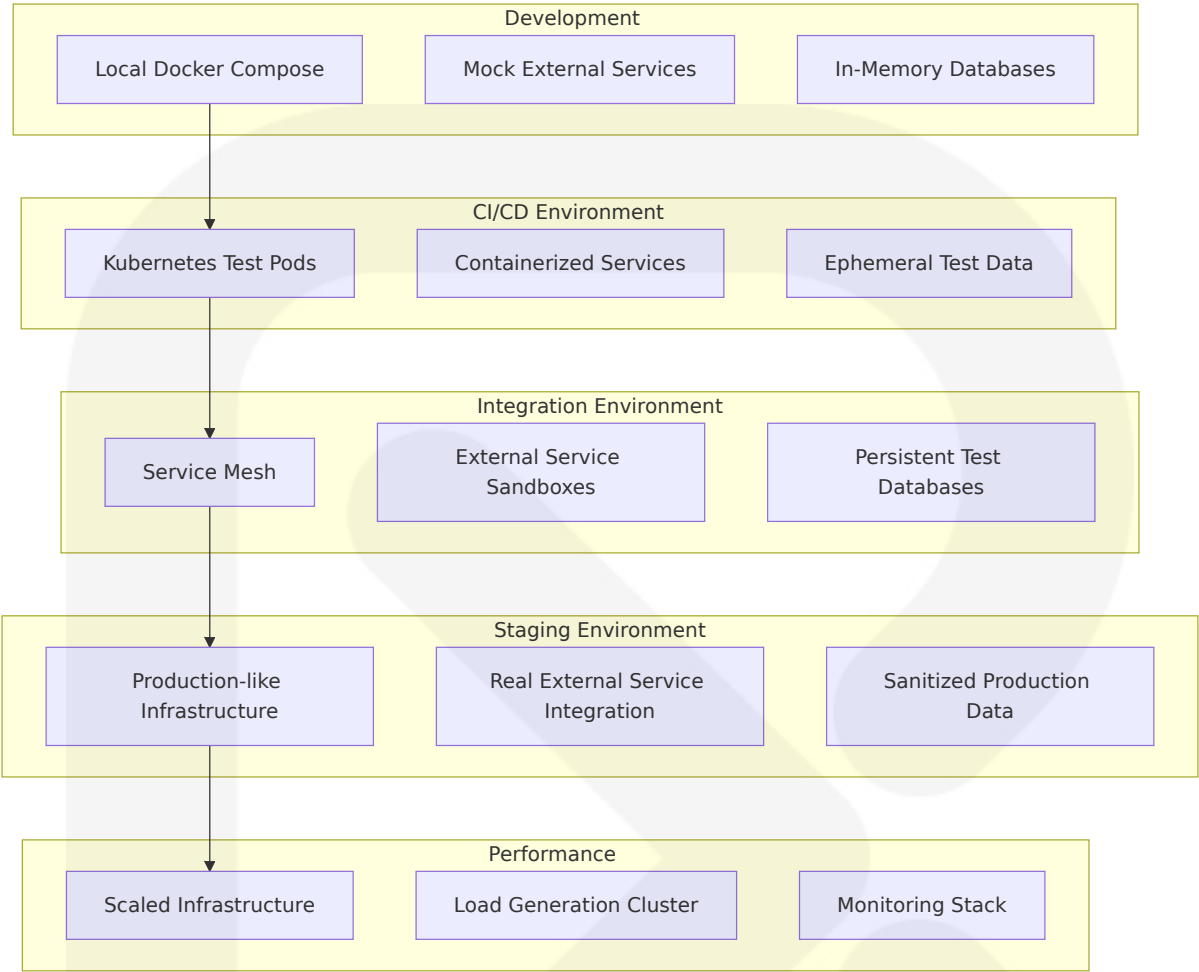 Development
Local Docker Compose
Mock External Services
In-Memory Databases
CI/CD Environment
Kubernetes Test Pods
Containerized Services
Ephemeral Test Data
Integration Environment
Service Mesh
External Service
Sandboxes
Persistent Test
Databases
Staging Environment
Production-like
Infrastructure
Real External Service
Integration
Sanitized Production
Data
Performance
Scaled Infrastructure
Load Generation Cluster
Monitoring Stack